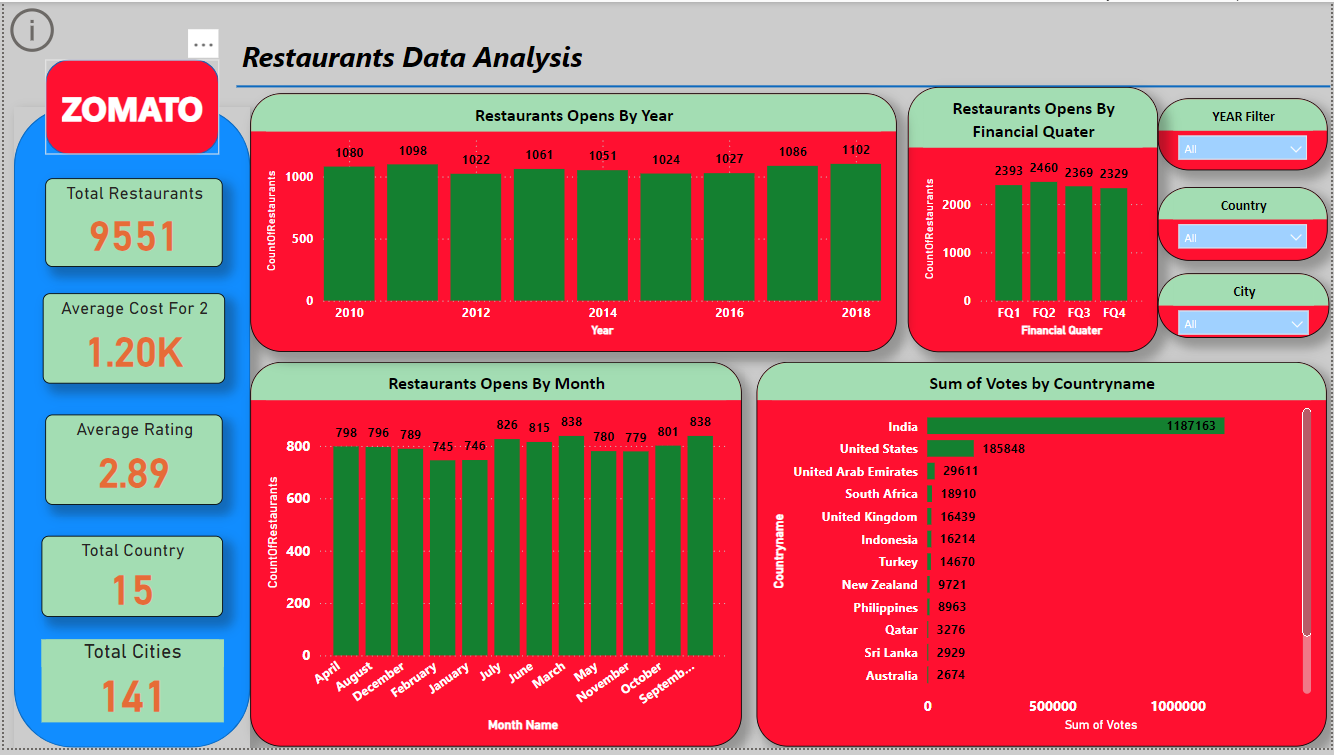 i
...
Restaurants Data Analysis
ZOMATO
Total Restaurants
9551
Average Cost For 2
1.20K
Average Rating
2.89
Total Country
15
Total Cities
141
Restaurants Opens By Year
CountOfRestaurants
1000
500
0
1080 1098 1022 1061 1051 1024 1027 1086 1102
2010 2012 2014 2016 2018
Year
Restaurants Opens By
Financial Quater
CountOfRestaurants
2000
1000
0
2393 2460 2369 2329
FQ1 FQ2 FQ3 FQ4
Financial Quater
YEAR Filter
All
Country
All
City
All
Restaurants Opens By Month
CountOfRestaurants
800
600
400
200
0
798 796 789 745 746 826 815 838 780 779 801 838
April August December February January July June March May November October Septemb...
Month Name
Sum of Votes by Countryname
Countryname
India 1187163
United States 185848
United Arab Emirates 29611
South Africa 18910
United Kingdom 16439
Indonesia 16214
Turkey 14670
New Zealand 9721
Philippines 8963
Qatar 3276
Sri Lanka 2929
Australia 2674
0 500000 1000000
Sum of Votes